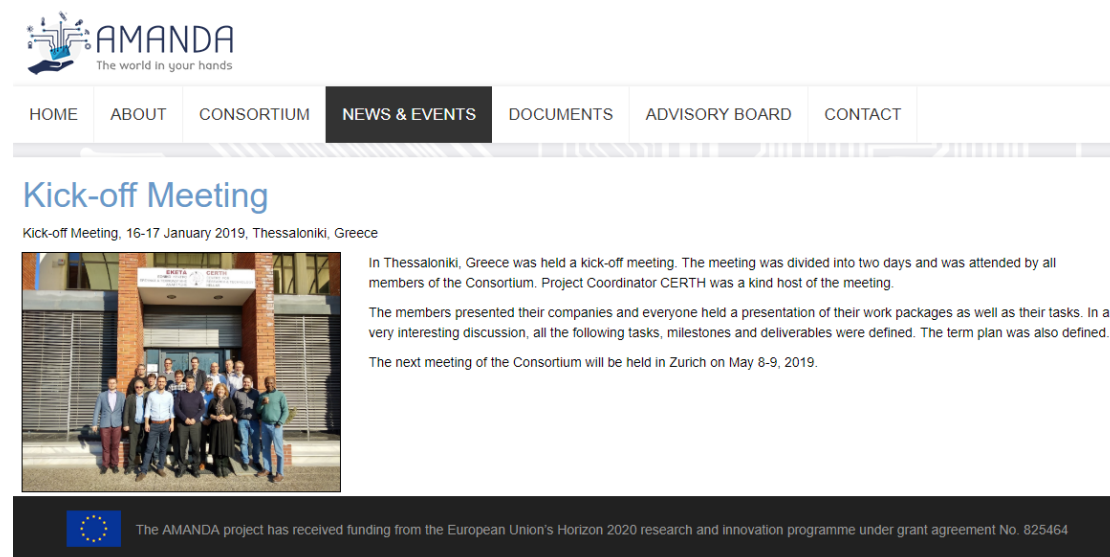 AMANDA
The world in your hands
HOME ABOUT CONSORTIUM NEWS & EVENTS DOCUMENTS ADVISORY BOARD CONTACT
Kick-off Meeting
Kick-off Meeting, 16-17 January 2019, Thessaloniki, Greece
EKETA CERTH
In Thessaloniki, Greece was held a kick-off meeting. The meeting was divided into two days and was attended by all
members of the Consortium. Project Coordinator CERTH was a kind host of the meeting.
The members presented their companies and everyone held a presentation of their work packages as well as their tasks. In a
very interesting discussion, all the following tasks, milestones and deliverables were defined. The term plan was also defined.
The next meeting of the Consortium will be held in Zurich on May 8-9, 2019.
The AMANDA project has received funding from the European Union's Horizon 2020 research and innovation programme under grant agreement No. 825464